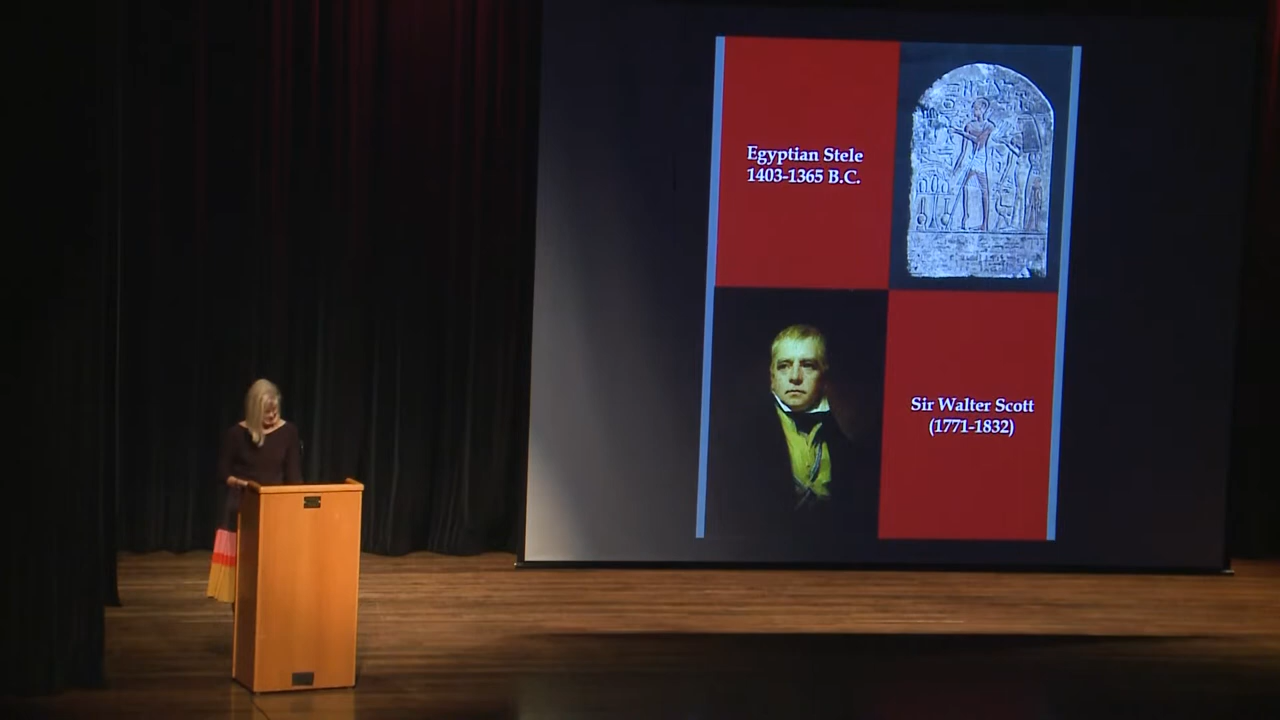 Egyptian Stele
1403-1365 B.C.
Sir Walter Scott
(1771-1832)